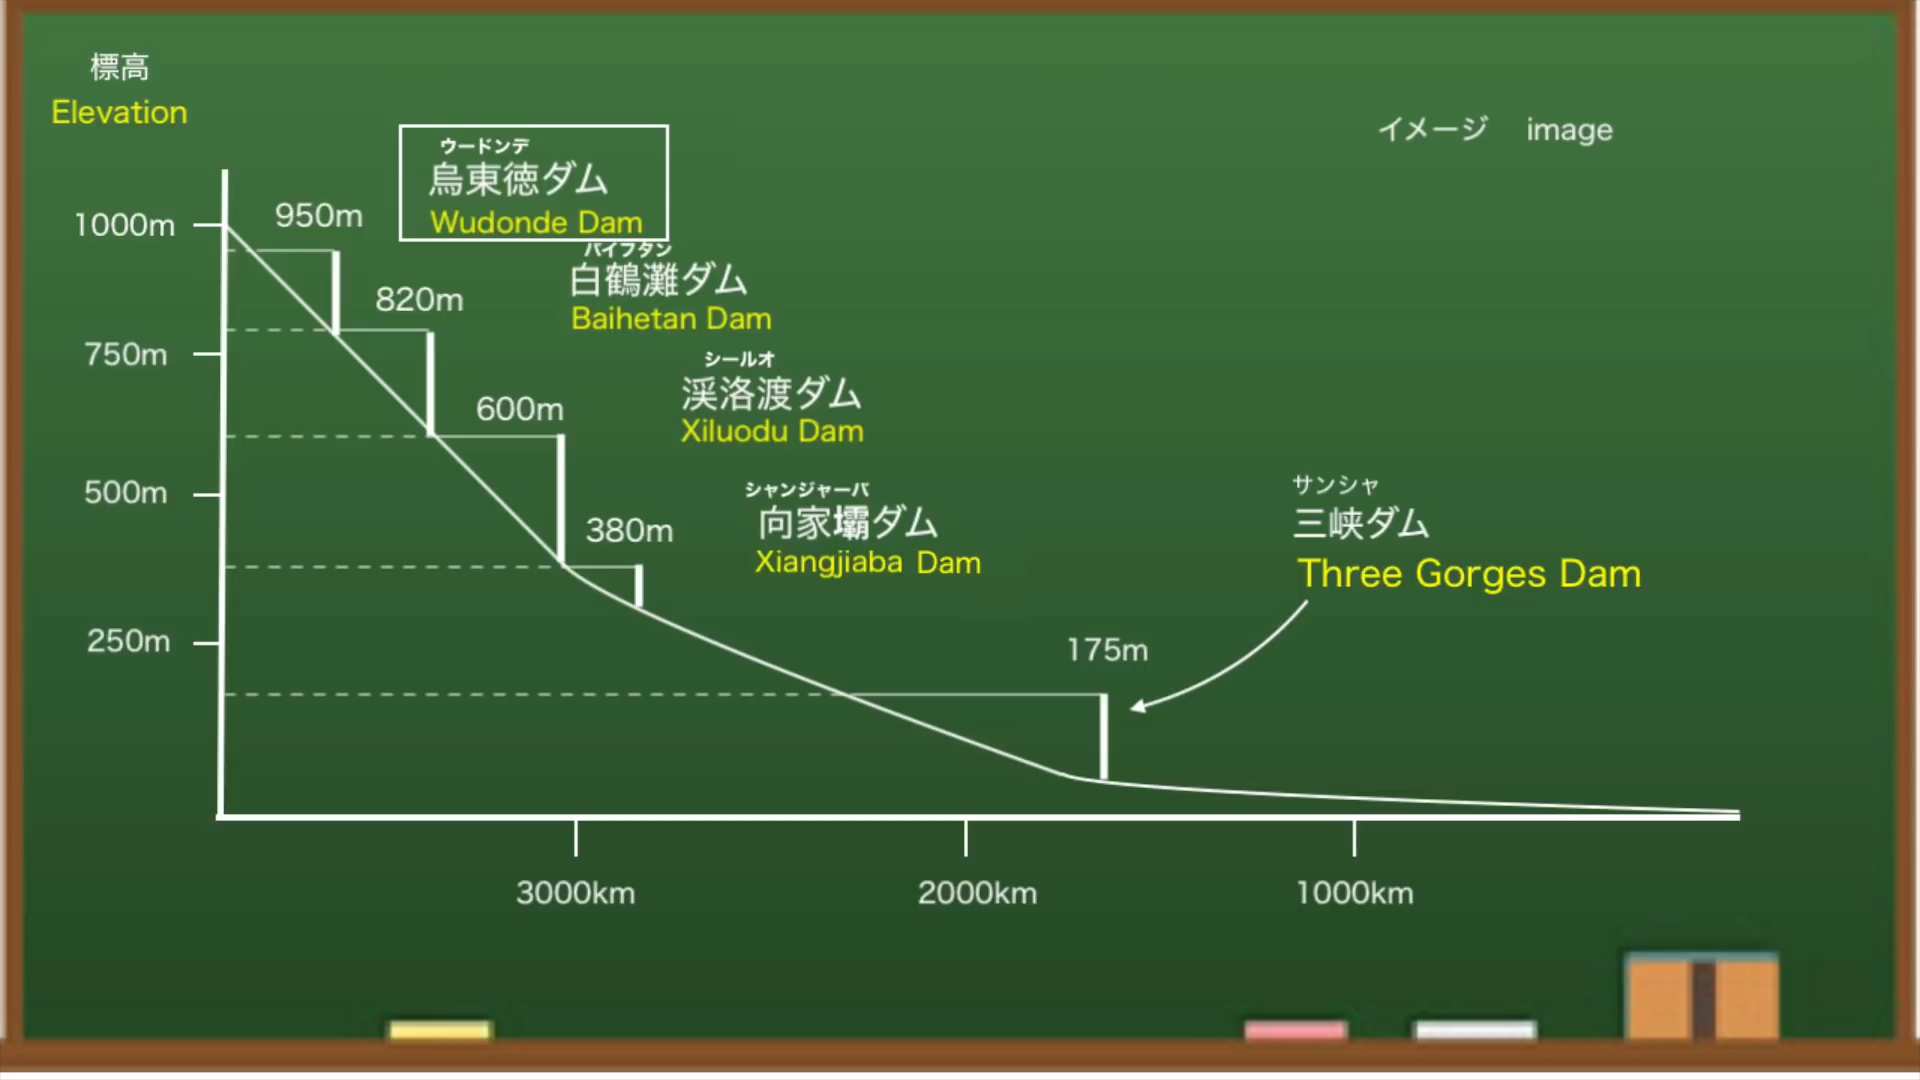 標高
Elevation
イメージ image
ウードンデ
烏東徳ダム
Wudonde Dam
1000m
950m
バイフタン
白鶴灘ダム
Baihetan Dam
820m
750m
シールオ
渓洛渡ダム
Xiluodu Dam
600m
500m
シャンジャーバ
向家壩ダム
Xiangjiaba Dam
380m
サンシャ
三峡ダム
Three Gorges Dam
250m
175m
3000km
2000km
1000km